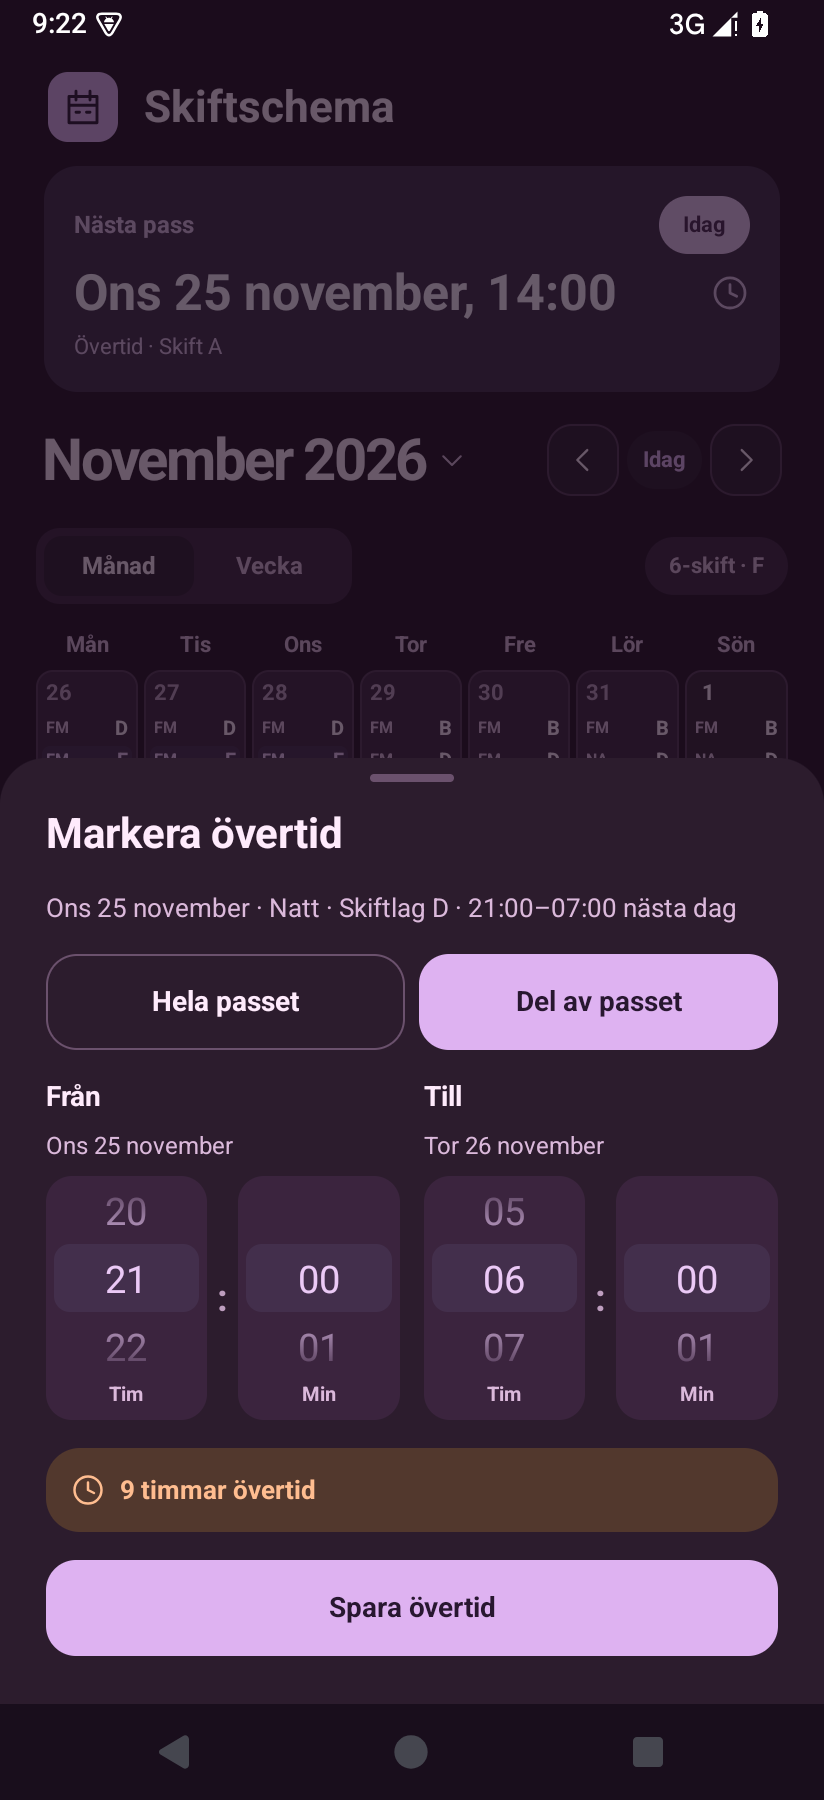 9:22
3G
Skiftschema
Nästa pass
Idag
Ons 25 november, 14:00
Övertid · Skift A
November 2026
Idag
Månad
Vecka
6-skift · F
Mån Tis Ons Tor Fre Lör Sön
26 27 28 29 30 31 1
FM D FM D FM D FM B FM B FM B FM B
Markera övertid
Ons 25 november · Natt · Skiftlag D · 21:00–07:00 nästa dag
Hela passet
Del av passet
Från
Till
Ons 25 november
Tor 26 november
20 05
21 : 00 06 : 00
22 01 07 01
Tim Min Tim Min
9 timmar övertid
Spara övertid